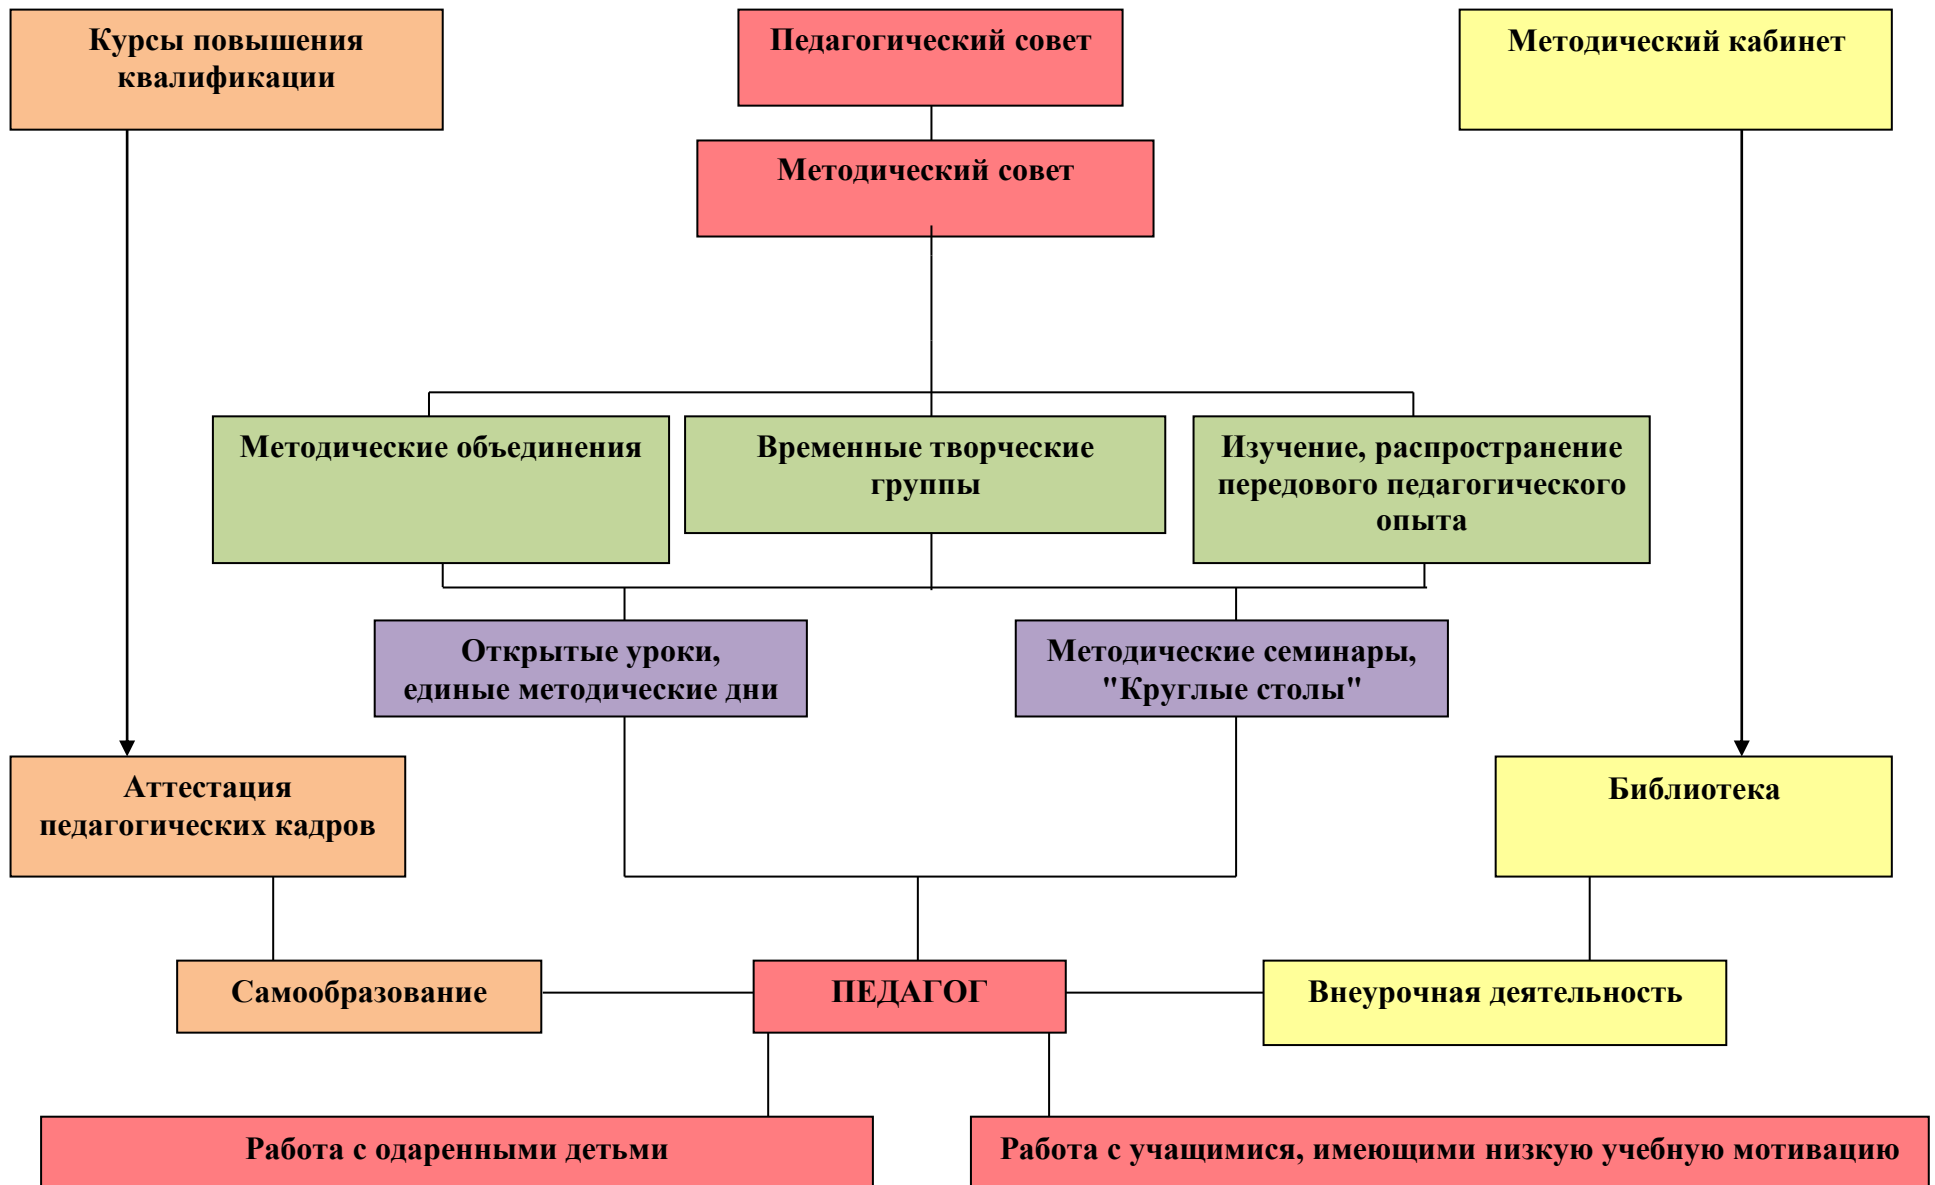 Курсы повышения
квалификации
Педагогический совет
Методический кабинет
Методический совет
Методические объединения
Временные творческие
группы
Изучение, распространение
передового педагогического
опыта
Открытые уроки,
единые методические дни
Методические семинары,
"Круглые столы"
Аттестация
педагогических кадров
Библиотека
Самообразование
ПЕДАГОГ
Внеурочная деятельность
Работа с одаренными детьми
Работа с учащимися, имеющими низкую учебную мотивацию